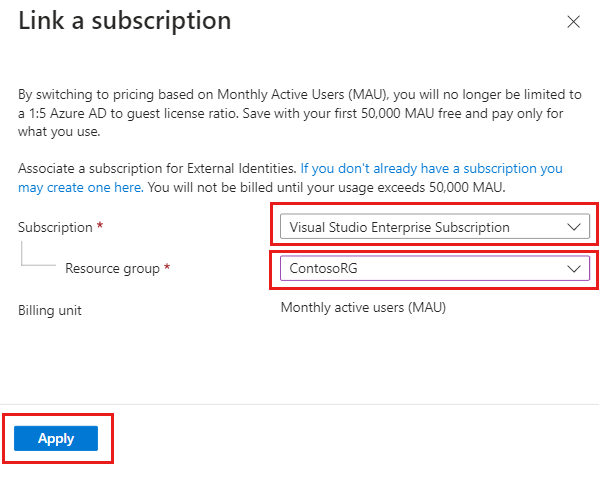 Link a subscription
By switching to pricing based on Monthly Active Users (MAU), you will no longer be limited to
a 1:5 Azure AD to guest license ratio. Save with your first 50,000 MAU free and pay only for
what you use.
Associate a subscription for External Identities. If you don't already have a subscription you
may create one here. You will not be billed until your usage exceeds 50,000 MAU.
Subscription * Visual Studio Enterprise Subscription
Resource group * ContosoRG
Billing unit Monthly active users (MAU)
Apply